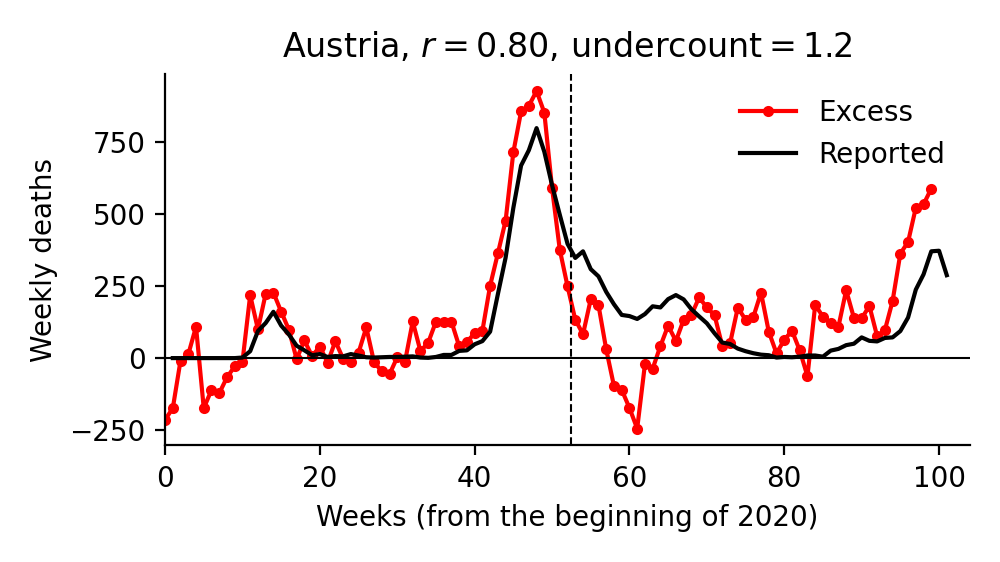 Austria, r = 0.80, undercount = 1.2
Excess
Reported
Weekly deaths
750
500
250
0
−250
0 20 40 60 80 100
Weeks (from the beginning of 2020)